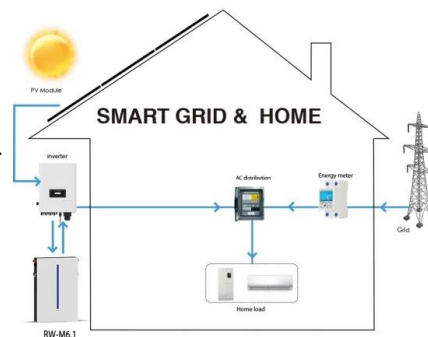 PV Module
SMART GRID & HOME
Inverter
AC distribution
Energy meter
Grid
Home load
RW-M6.1